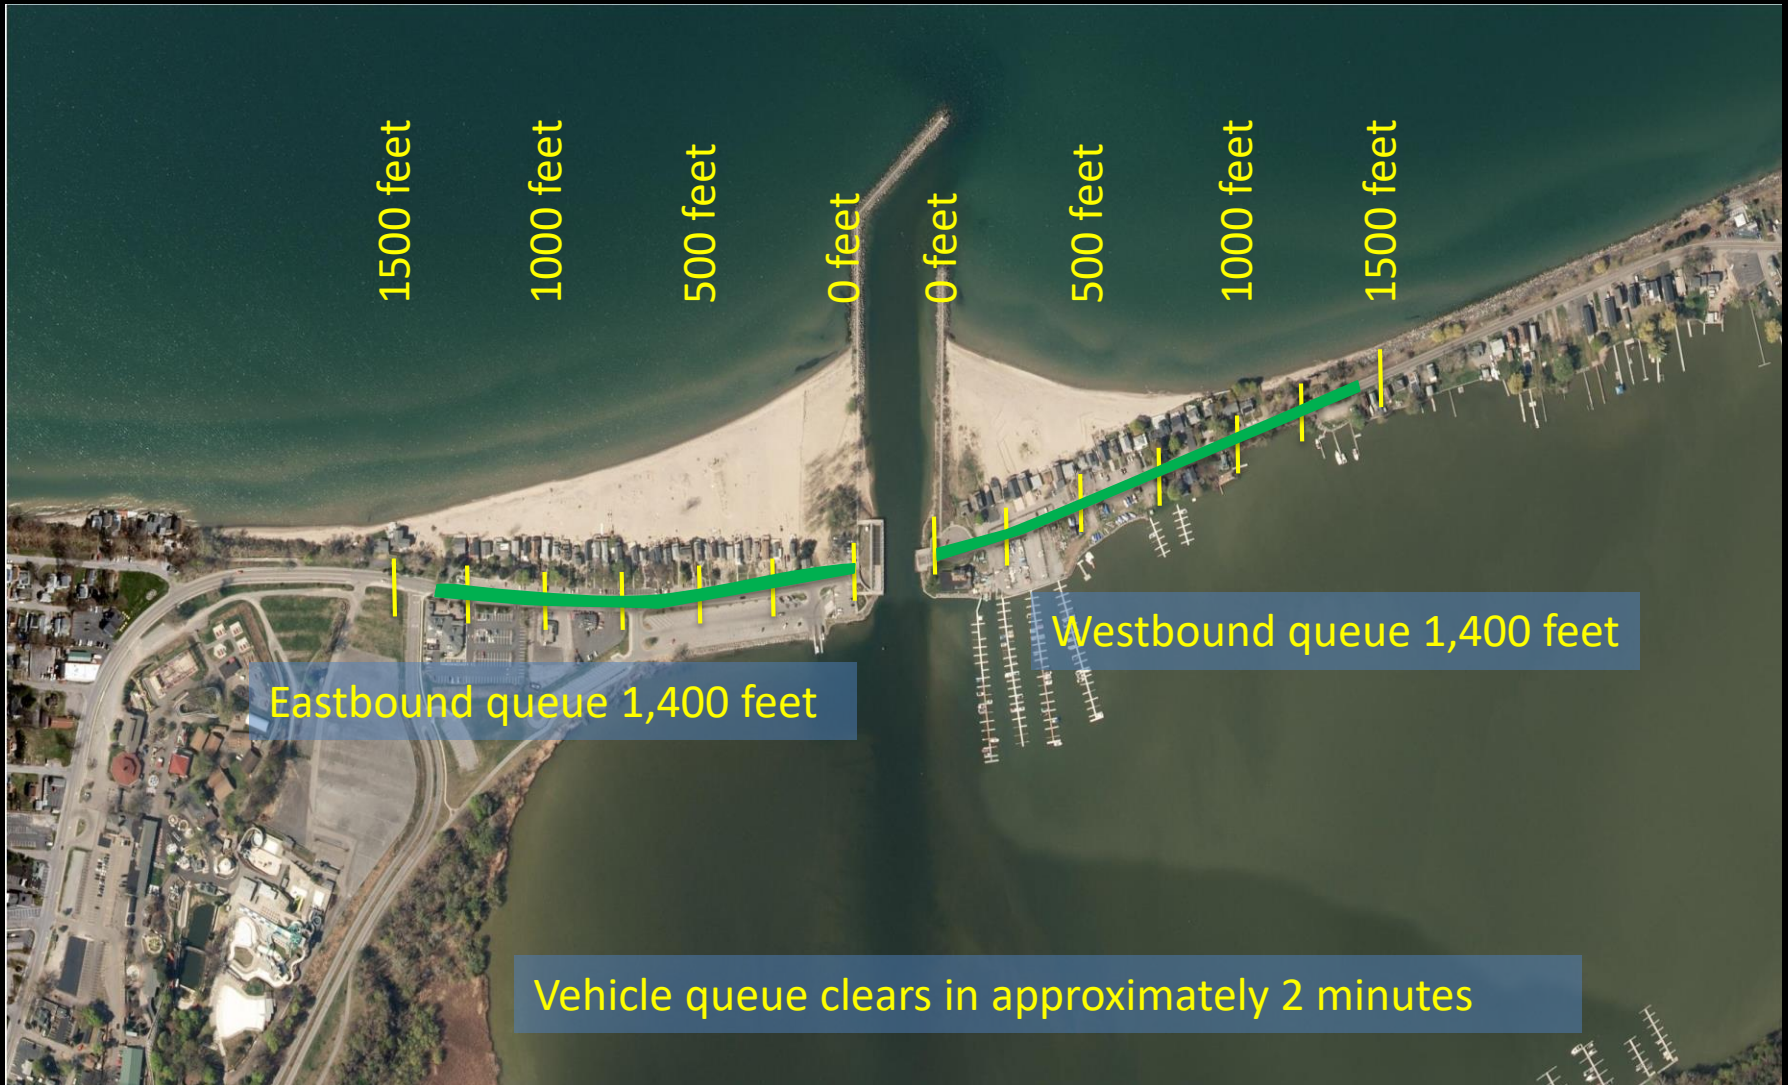 1500 feet
1000 feet
500 feet
0 feet
0 feet
500 feet
1000 feet
1500 feet
Westbound queue 1,400 feet
Eastbound queue 1,400 feet
Vehicle queue clears in approximately 2 minutes